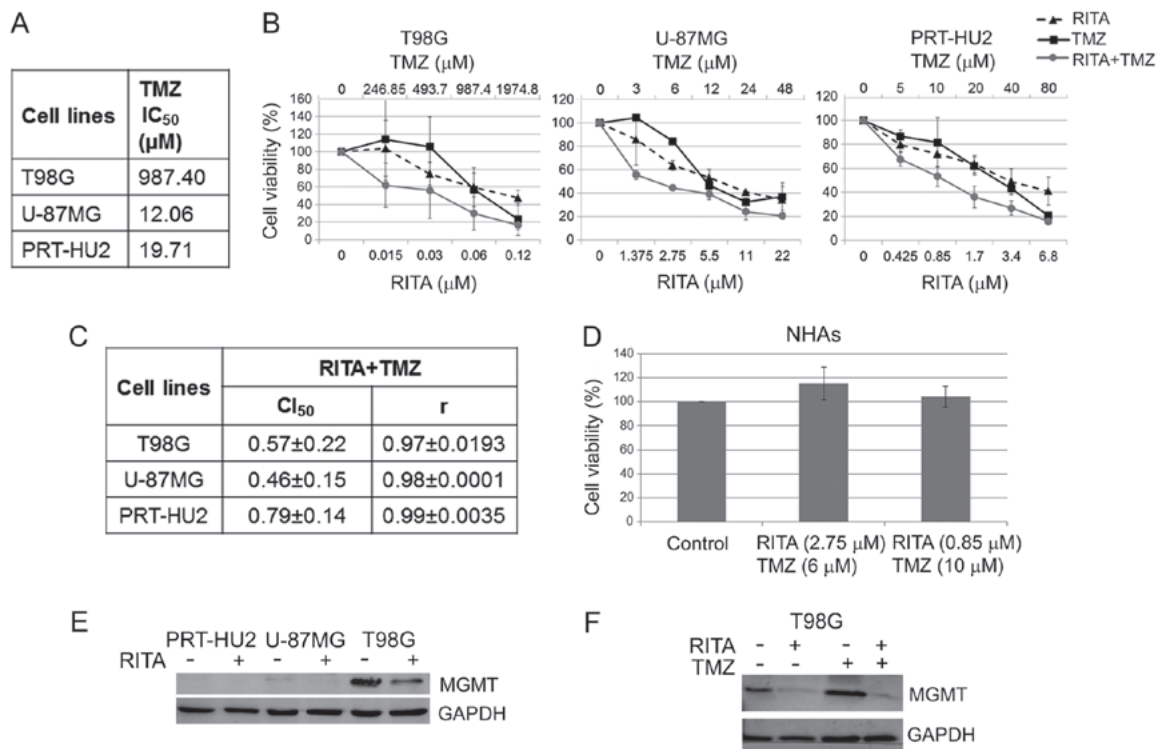 A
Cell lines TMZ IC50 (µM)
T98G 987.40
U-87MG 12.06
PRT-HU2 19.71
B
T98G
TMZ (µM)
0 246.85 493.7 987.4 1974.8
160
140
120
100
80
60
40
20
0
Cell viability (%)
0 0.015 0.03 0.06 0.12
RITA (µM)
U-87MG
TMZ (µM)
0 3 6 12 24 48
120
100
80
60
40
20
0
0 1.375 2.75 5.5 11 22
RITA (µM)
PRT-HU2
TMZ (µM)
0 5 10 20 40 80
120
100
80
60
40
20
0
0 0.425 0.85 1.7 3.4 6.8
RITA (µM)
RITA
TMZ
RITA+TMZ
C
Cell lines RITA+TMZ
CI50 r
T98G 0.57±0.22 0.97±0.0193
U-87MG 0.46±0.15 0.98±0.0001
PRT-HU2 0.79±0.14 0.99±0.0035
D
NHAs
140
120
100
80
60
40
20
0
Cell viability (%)
Control
RITA (2.75 µM)
TMZ (6 µM)
RITA (0.85 µM)
TMZ (10 µM)
E
PRT-HU2 U-87MG T98G
RITA - + - + - +
MGMT
GAPDH
F
T98G
RITA - + - +
TMZ - - + +
MGMT
GAPDH